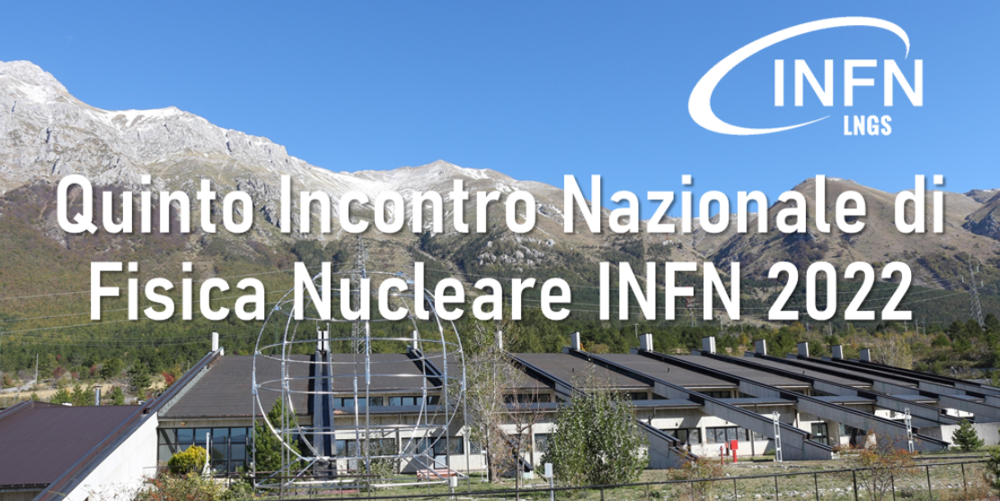 INFN
LNGS
Quinto Incontro Nazionale di
Fisica Nucleare INFN 2022